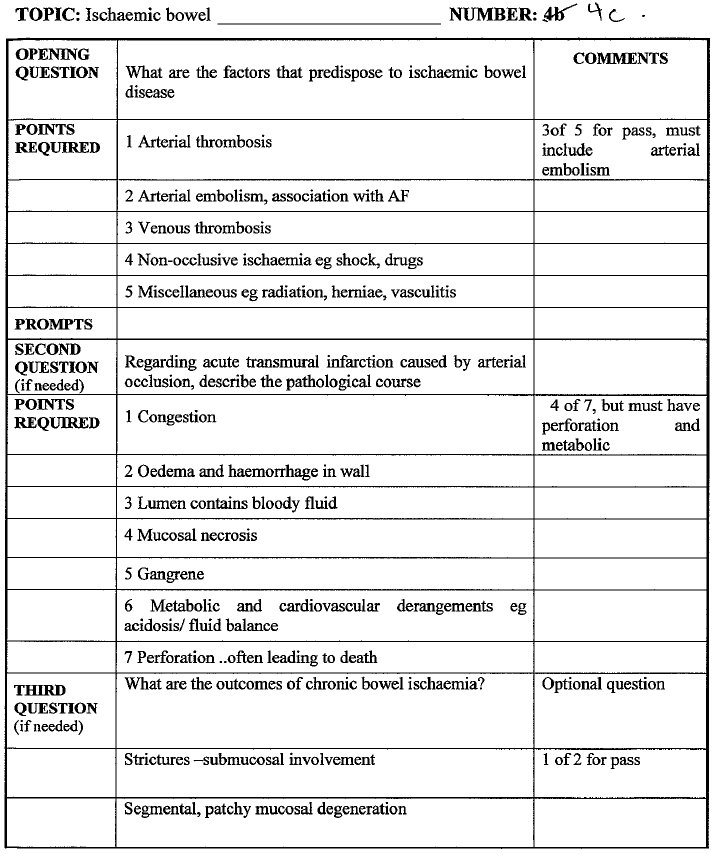 TOPIC: Ischaemic bowel NUMBER: 4b 4c .
OPENING QUESTION What are the factors that predispose to ischaemic bowel disease COMMENTS
POINTS REQUIRED 1 Arterial thrombosis 3of 5 for pass, must include arterial embolism
2 Arterial embolism, association with AF
3 Venous thrombosis
4 Non-occlusive ischaemia eg shock, drugs
5 Miscellaneous eg radiation, herniae, vasculitis
PROMPTS
SECOND QUESTION (if needed) Regarding acute transmural infarction caused by arterial occlusion, describe the pathological course
POINTS REQUIRED 1 Congestion 4 of 7, but must have perforation and metabolic
2 Oedema and haemorrhage in wall
3 Lumen contains bloody fluid
4 Mucosal necrosis
5 Gangrene
6 Metabolic and cardiovascular derangements eg acidosis/ fluid balance
7 Perforation ..often leading to death
THIRD QUESTION (if needed) What are the outcomes of chronic bowel ischaemia? Optional question
Strictures –submucosal involvement 1 of 2 for pass
Segmental, patchy mucosal degeneration